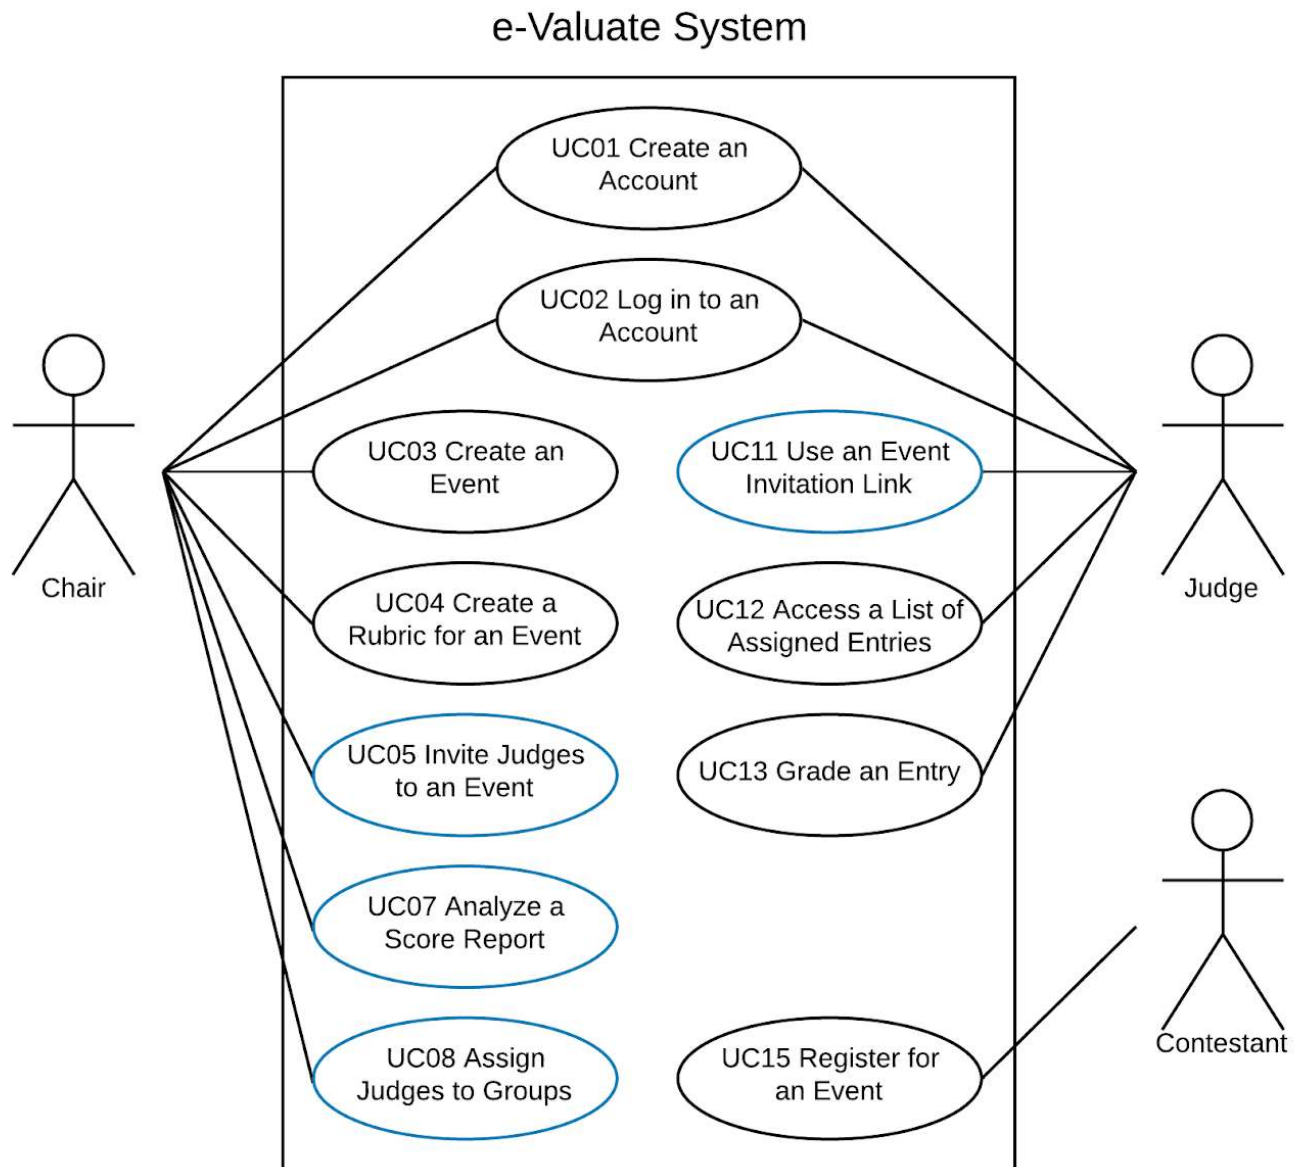 e-Valuate System
UC01 Create an
Account
UC02 Log in to an
Account
UC03 Create an
Event
UC11 Use an Event
Invitation Link
Chair
Judge
UC04 Create a
Rubric for an Event
UC12 Access a List of
Assigned Entries
UC05 Invite Judges
to an Event
UC13 Grade an Entry
UC07 Analyze a
Score Report
UC08 Assign
Judges to Groups
UC15 Register for
an Event
Contestant